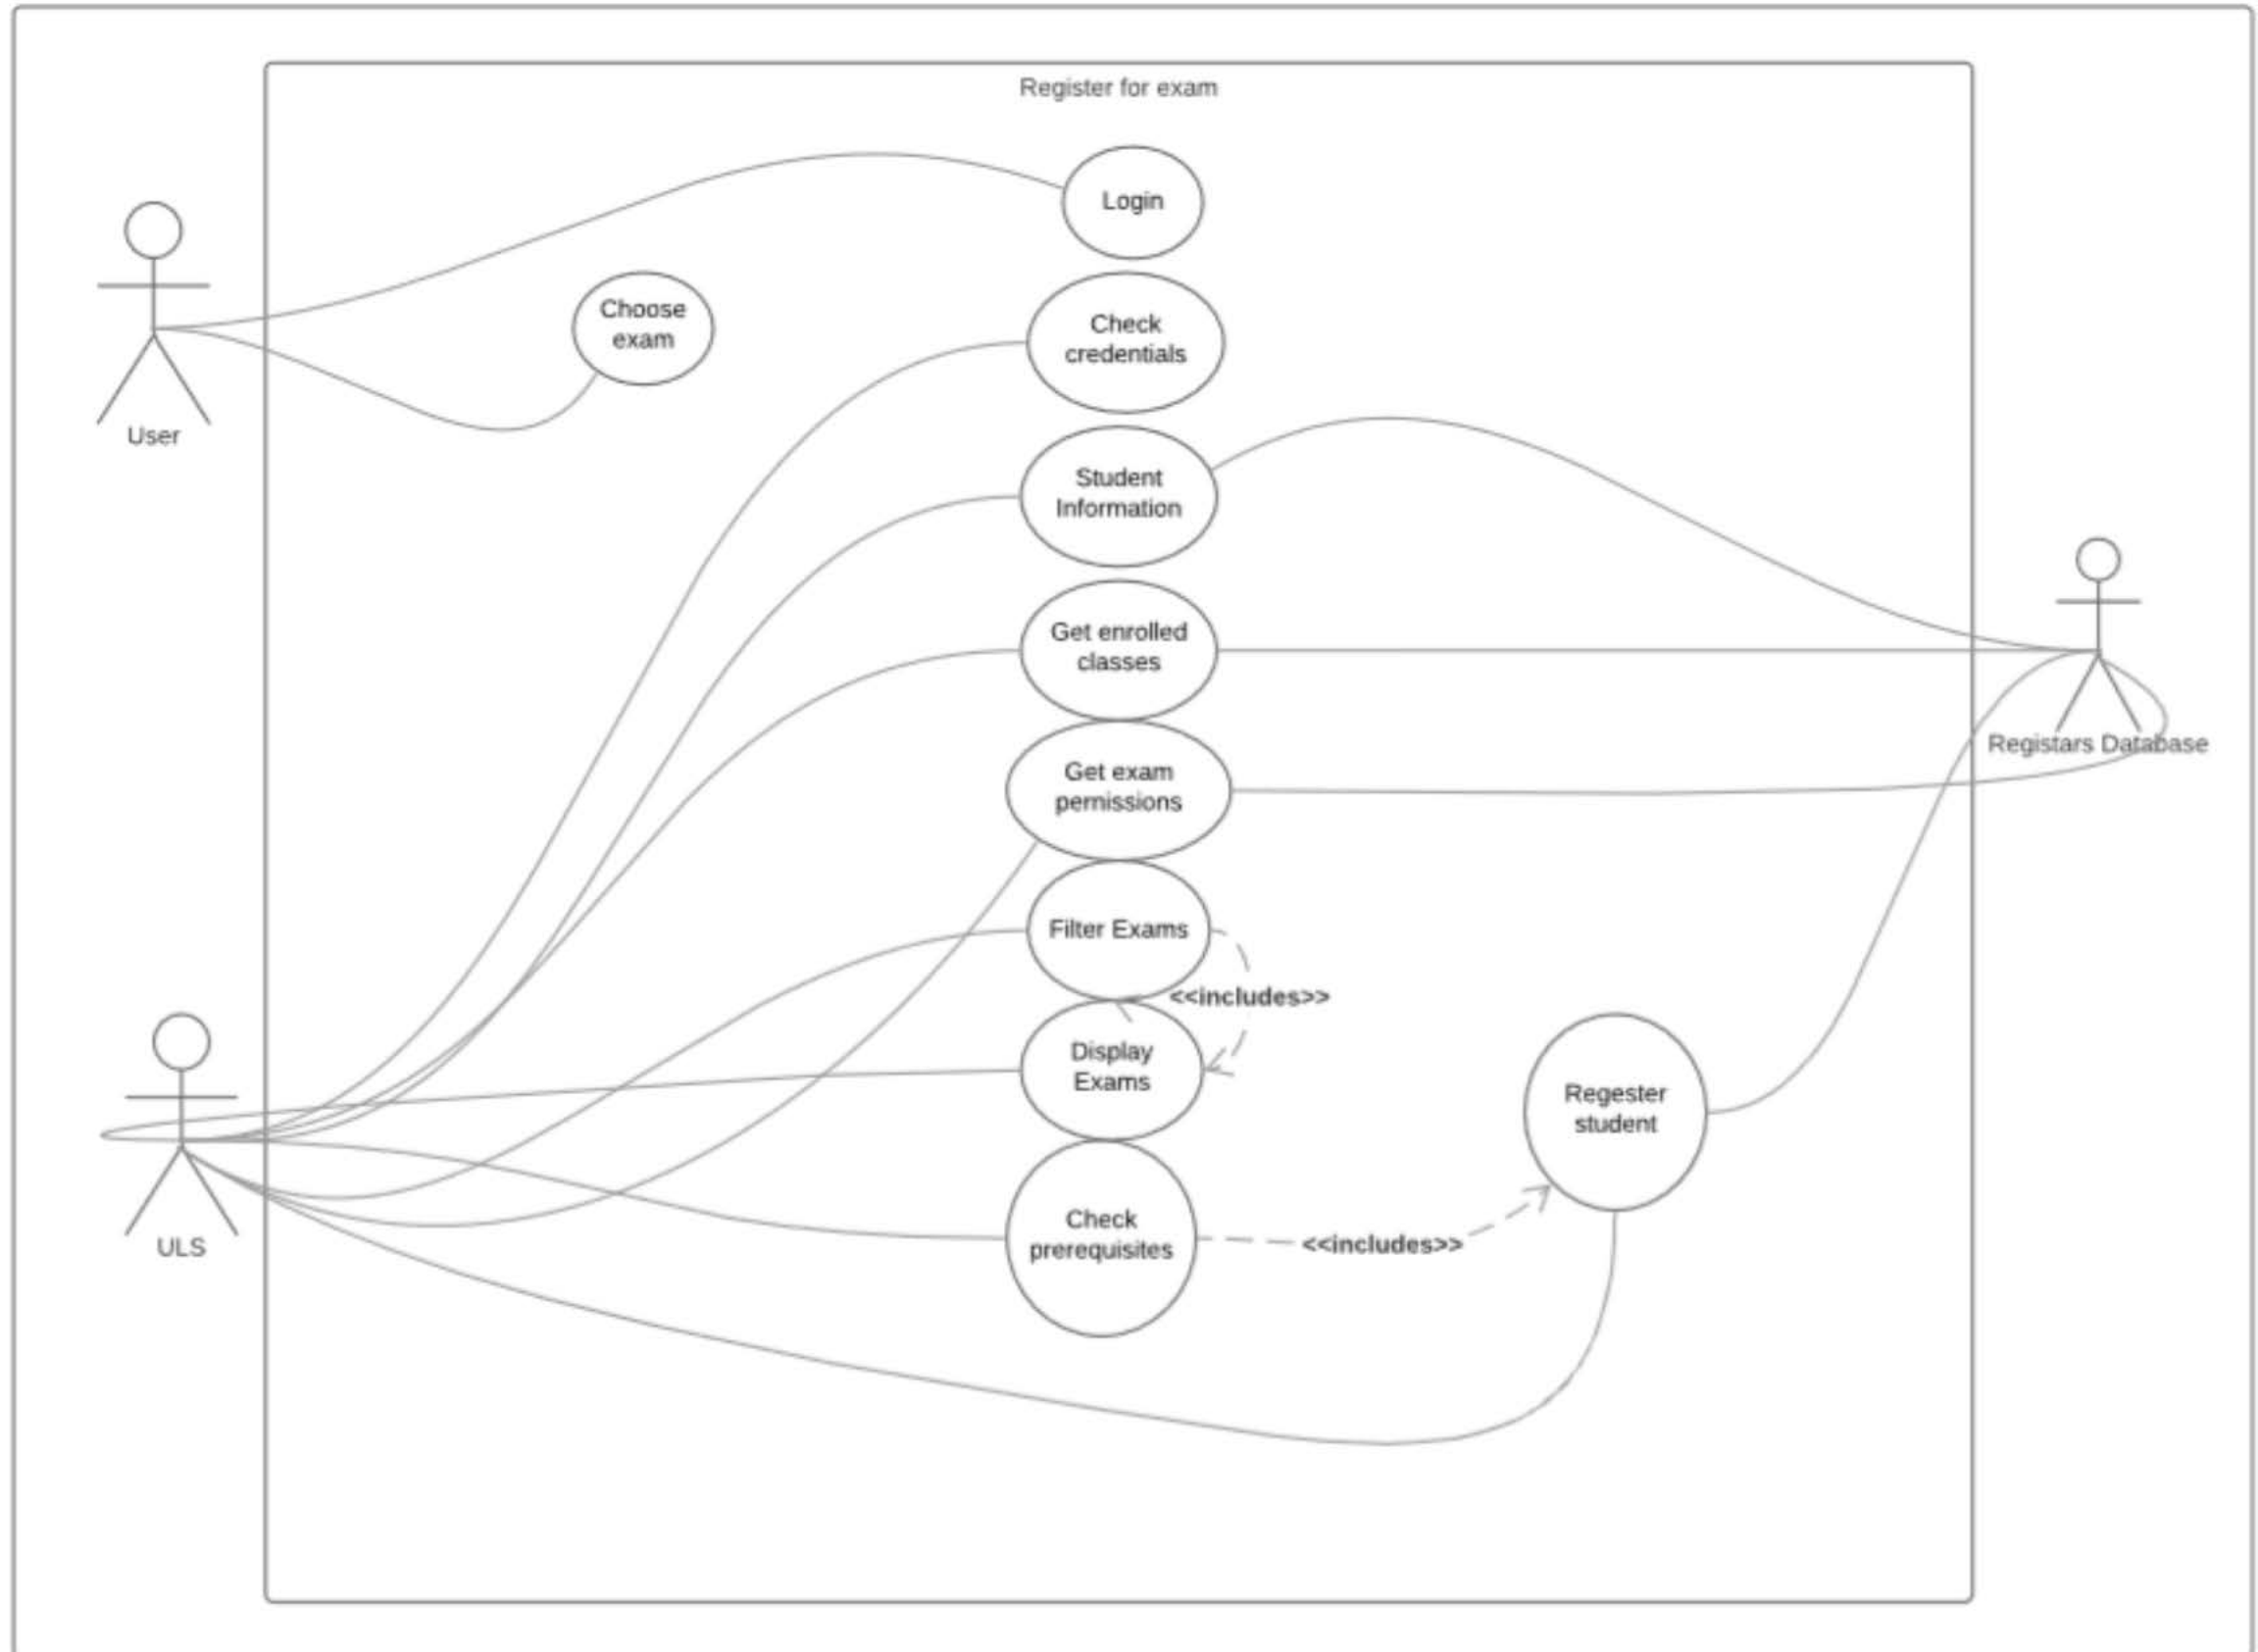 Register for exam
Login
Choose
exam
Check
credentials
User
Student
Information
Get enrolled
classes
Registars Database
Get exam
pernissions
Filter Exams
<<includes>>
Display
Exams
Regester
student
Check
prerequisites
<<includes>>
ULS